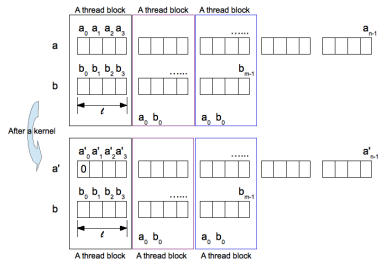 A thread block A thread block A thread block
a0 a1 a2 a3 ...... an-1
a
b0 b1 b2 b3 ...... bm-1
b
ℓ
a0 b0 a0 b0
After a kernel
a'0 a'1 a'2 a'3 ...... a'n-1
a' 0
b0 b1 b2 b3 ...... bm-1
b
ℓ
a0 b0 a0 b0
A thread block A thread block A thread block